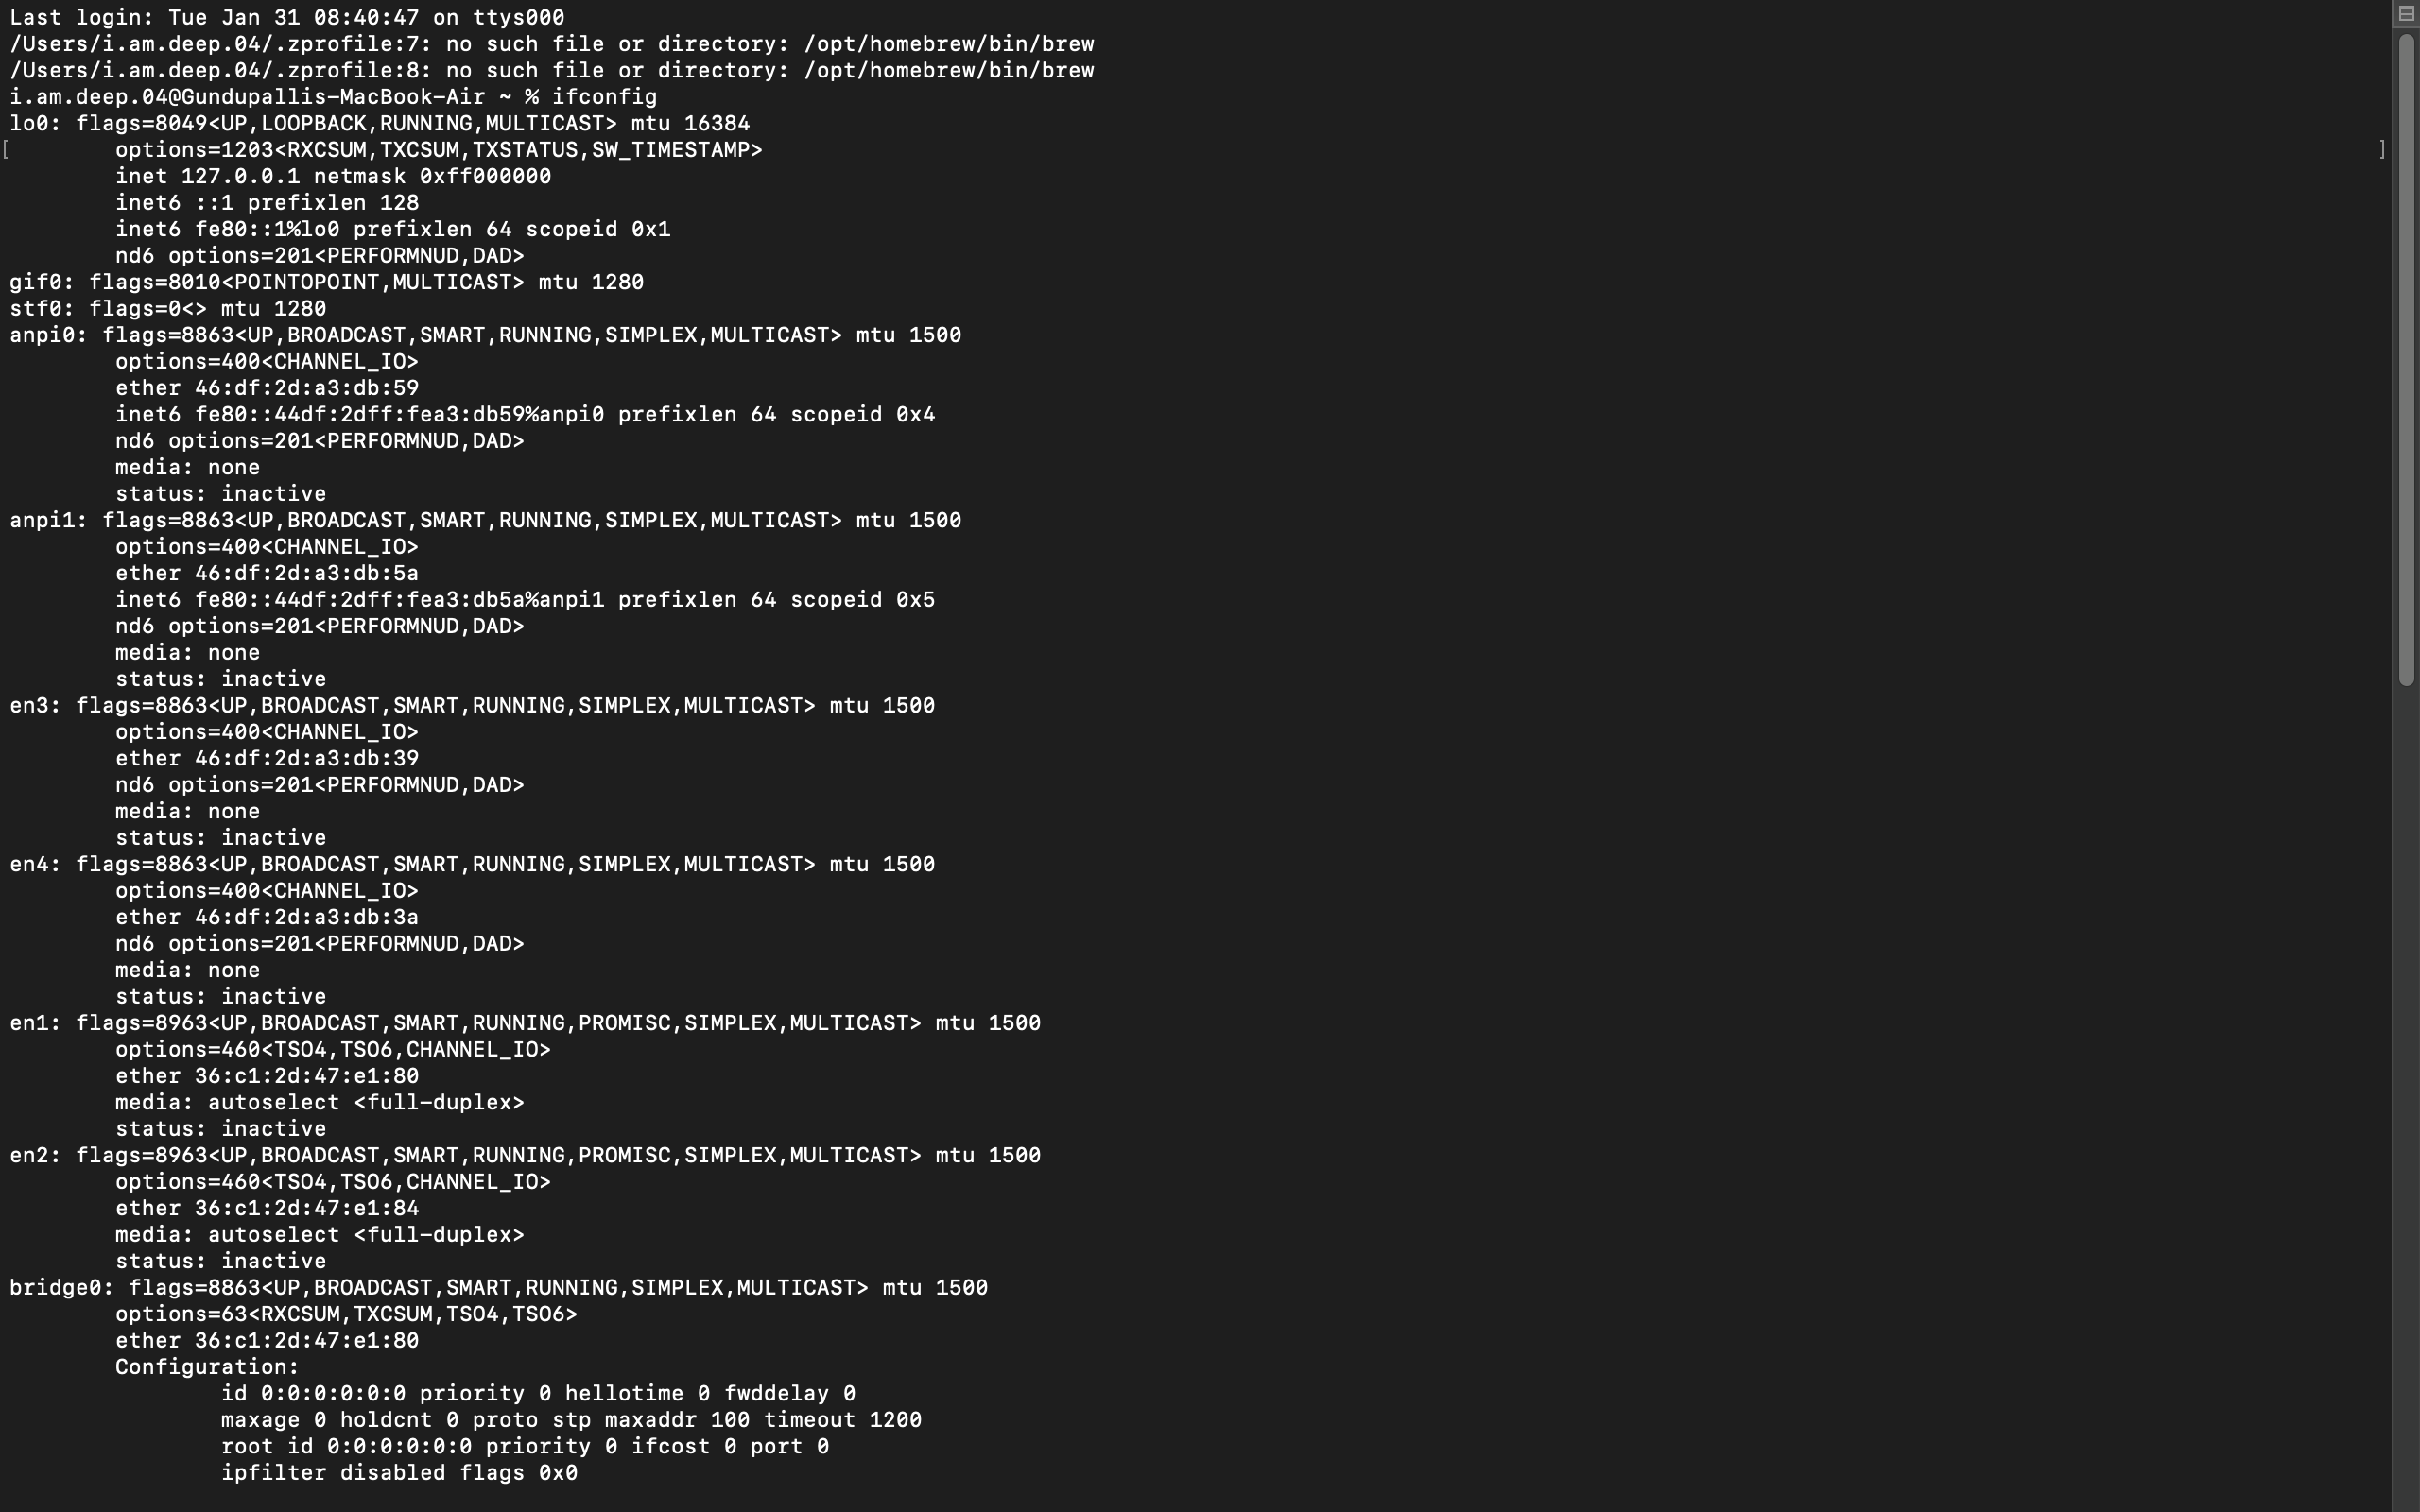 Last login: Tue Jan 31 08:40:47 on ttys000
/Users/i.am.deep.04/.zprofile:7: no such file or directory: /opt/homebrew/bin/brew
/Users/i.am.deep.04/.zprofile:8: no such file or directory: /opt/homebrew/bin/brew
i.am.deep.04@Gundupallis-MacBook-Air ~ % ifconfig
lo0: flags=8049<UP,LOOPBACK,RUNNING,MULTICAST> mtu 16384
[       options=1203<RXCSUM,TXCSUM,TXSTATUS,SW_TIMESTAMP> ]
        inet 127.0.0.1 netmask 0xff000000
        inet6 ::1 prefixlen 128
        inet6 fe80::1%lo0 prefixlen 64 scopeid 0x1
        nd6 options=201<PERFORMNUD,DAD>
gif0: flags=8010<POINTOPOINT,MULTICAST> mtu 1280
stf0: flags=0<> mtu 1280
anpi0: flags=8863<UP,BROADCAST,SMART,RUNNING,SIMPLEX,MULTICAST> mtu 1500
        options=400<CHANNEL_IO>
        ether 46:df:2d:a3:db:59
        inet6 fe80::44df:2dff:fea3:db59%anpi0 prefixlen 64 scopeid 0x4
        nd6 options=201<PERFORMNUD,DAD>
        media: none
        status: inactive
anpi1: flags=8863<UP,BROADCAST,SMART,RUNNING,SIMPLEX,MULTICAST> mtu 1500
        options=400<CHANNEL_IO>
        ether 46:df:2d:a3:db:5a
        inet6 fe80::44df:2dff:fea3:db5a%anpi1 prefixlen 64 scopeid 0x5
        nd6 options=201<PERFORMNUD,DAD>
        media: none
        status: inactive
en3: flags=8863<UP,BROADCAST,SMART,RUNNING,SIMPLEX,MULTICAST> mtu 1500
        options=400<CHANNEL_IO>
        ether 46:df:2d:a3:db:39
        nd6 options=201<PERFORMNUD,DAD>
        media: none
        status: inactive
en4: flags=8863<UP,BROADCAST,SMART,RUNNING,SIMPLEX,MULTICAST> mtu 1500
        options=400<CHANNEL_IO>
        ether 46:df:2d:a3:db:3a
        nd6 options=201<PERFORMNUD,DAD>
        media: none
        status: inactive
en1: flags=8963<UP,BROADCAST,SMART,RUNNING,PROMISC,SIMPLEX,MULTICAST> mtu 1500
        options=460<TSO4,TSO6,CHANNEL_IO>
        ether 36:c1:2d:47:e1:80
        media: autoselect <full-duplex>
        status: inactive
en2: flags=8963<UP,BROADCAST,SMART,RUNNING,PROMISC,SIMPLEX,MULTICAST> mtu 1500
        options=460<TSO4,TSO6,CHANNEL_IO>
        ether 36:c1:2d:47:e1:84
        media: autoselect <full-duplex>
        status: inactive
bridge0: flags=8863<UP,BROADCAST,SMART,RUNNING,SIMPLEX,MULTICAST> mtu 1500
        options=63<RXCSUM,TXCSUM,TSO4,TSO6>
        ether 36:c1:2d:47:e1:80
        Configuration:
                id 0:0:0:0:0:0 priority 0 hellotime 0 fwddelay 0
                maxage 0 holdcnt 0 proto stp maxaddr 100 timeout 1200
                root id 0:0:0:0:0:0 priority 0 ifcost 0 port 0
                ipfilter disabled flags 0x0